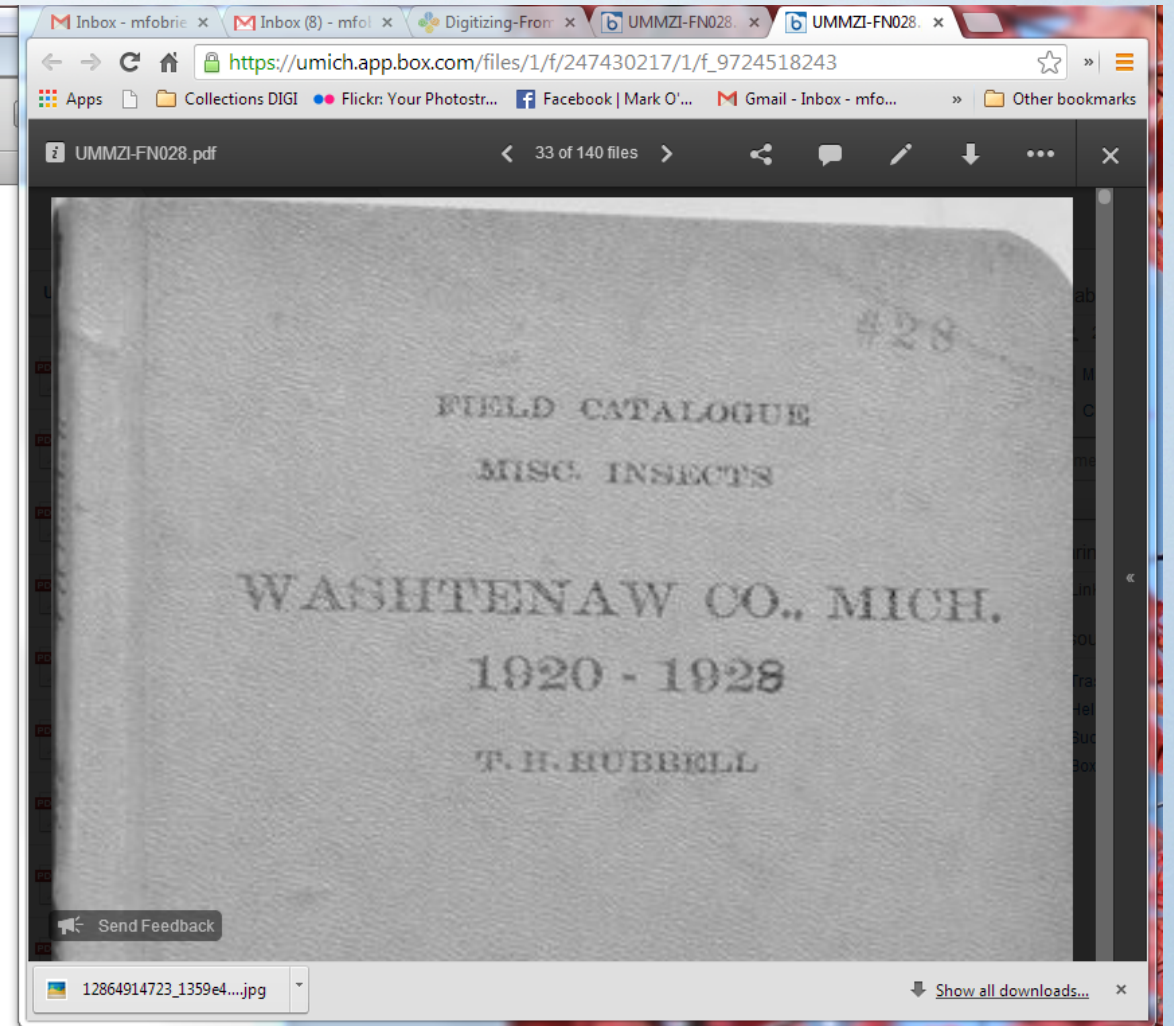 Inbox - mfobrie
Inbox (8) - mfol
Digitizing-From
UMMZI-FN028.
UMMZI-FN028.
https://umich.app.box.com/files/1/f/247430217/1/f_9724518243
»
Apps
Collections DIGI
Flickr: Your Photostr...
Facebook | Mark O'...
Gmail - Inbox - mfo...
»
Other bookmarks
UMMZI-FN028.pdf
33 of 140 files
#28
FIELD CATALOGUE
MISC. INSECTS
WASHTENAW CO., MICH.
1920 - 1928
T. H. HUBBELL
Send Feedback
12864914723_1359e4....jpg
Show all downloads...